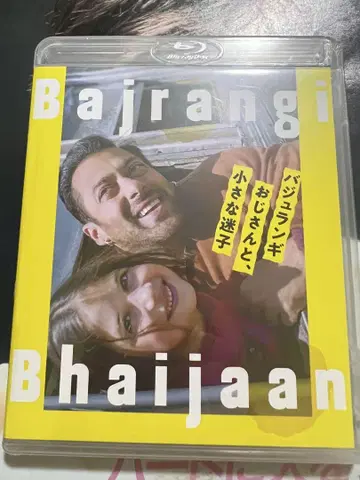 Blu-ray Disc
Bajrangi
バジュランギ
おじさんと、
小さな迷子
Bhaijaan